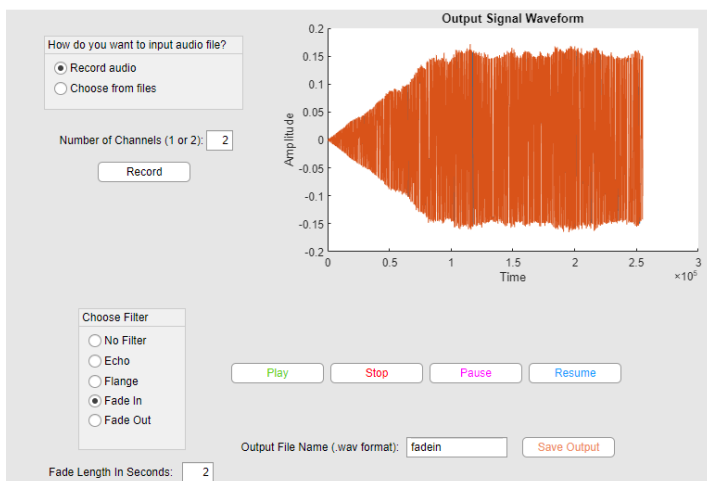 How do you want to input audio file?
Record audio
Choose from files
Number of Channels (1 or 2): 2
Record
Output Signal Waveform
Amplitude
0.2
0.15
0.1
0.05
0
-0.05
-0.1
-0.15
-0.2
0 0.5 1 1.5 2 2.5 3
Time
×10⁵
Choose Filter
No Filter
Echo
Flange
Fade In
Fade Out
Play Stop Pause Resume
Output File Name (.wav format): fadein Save Output
Fade Length In Seconds: 2